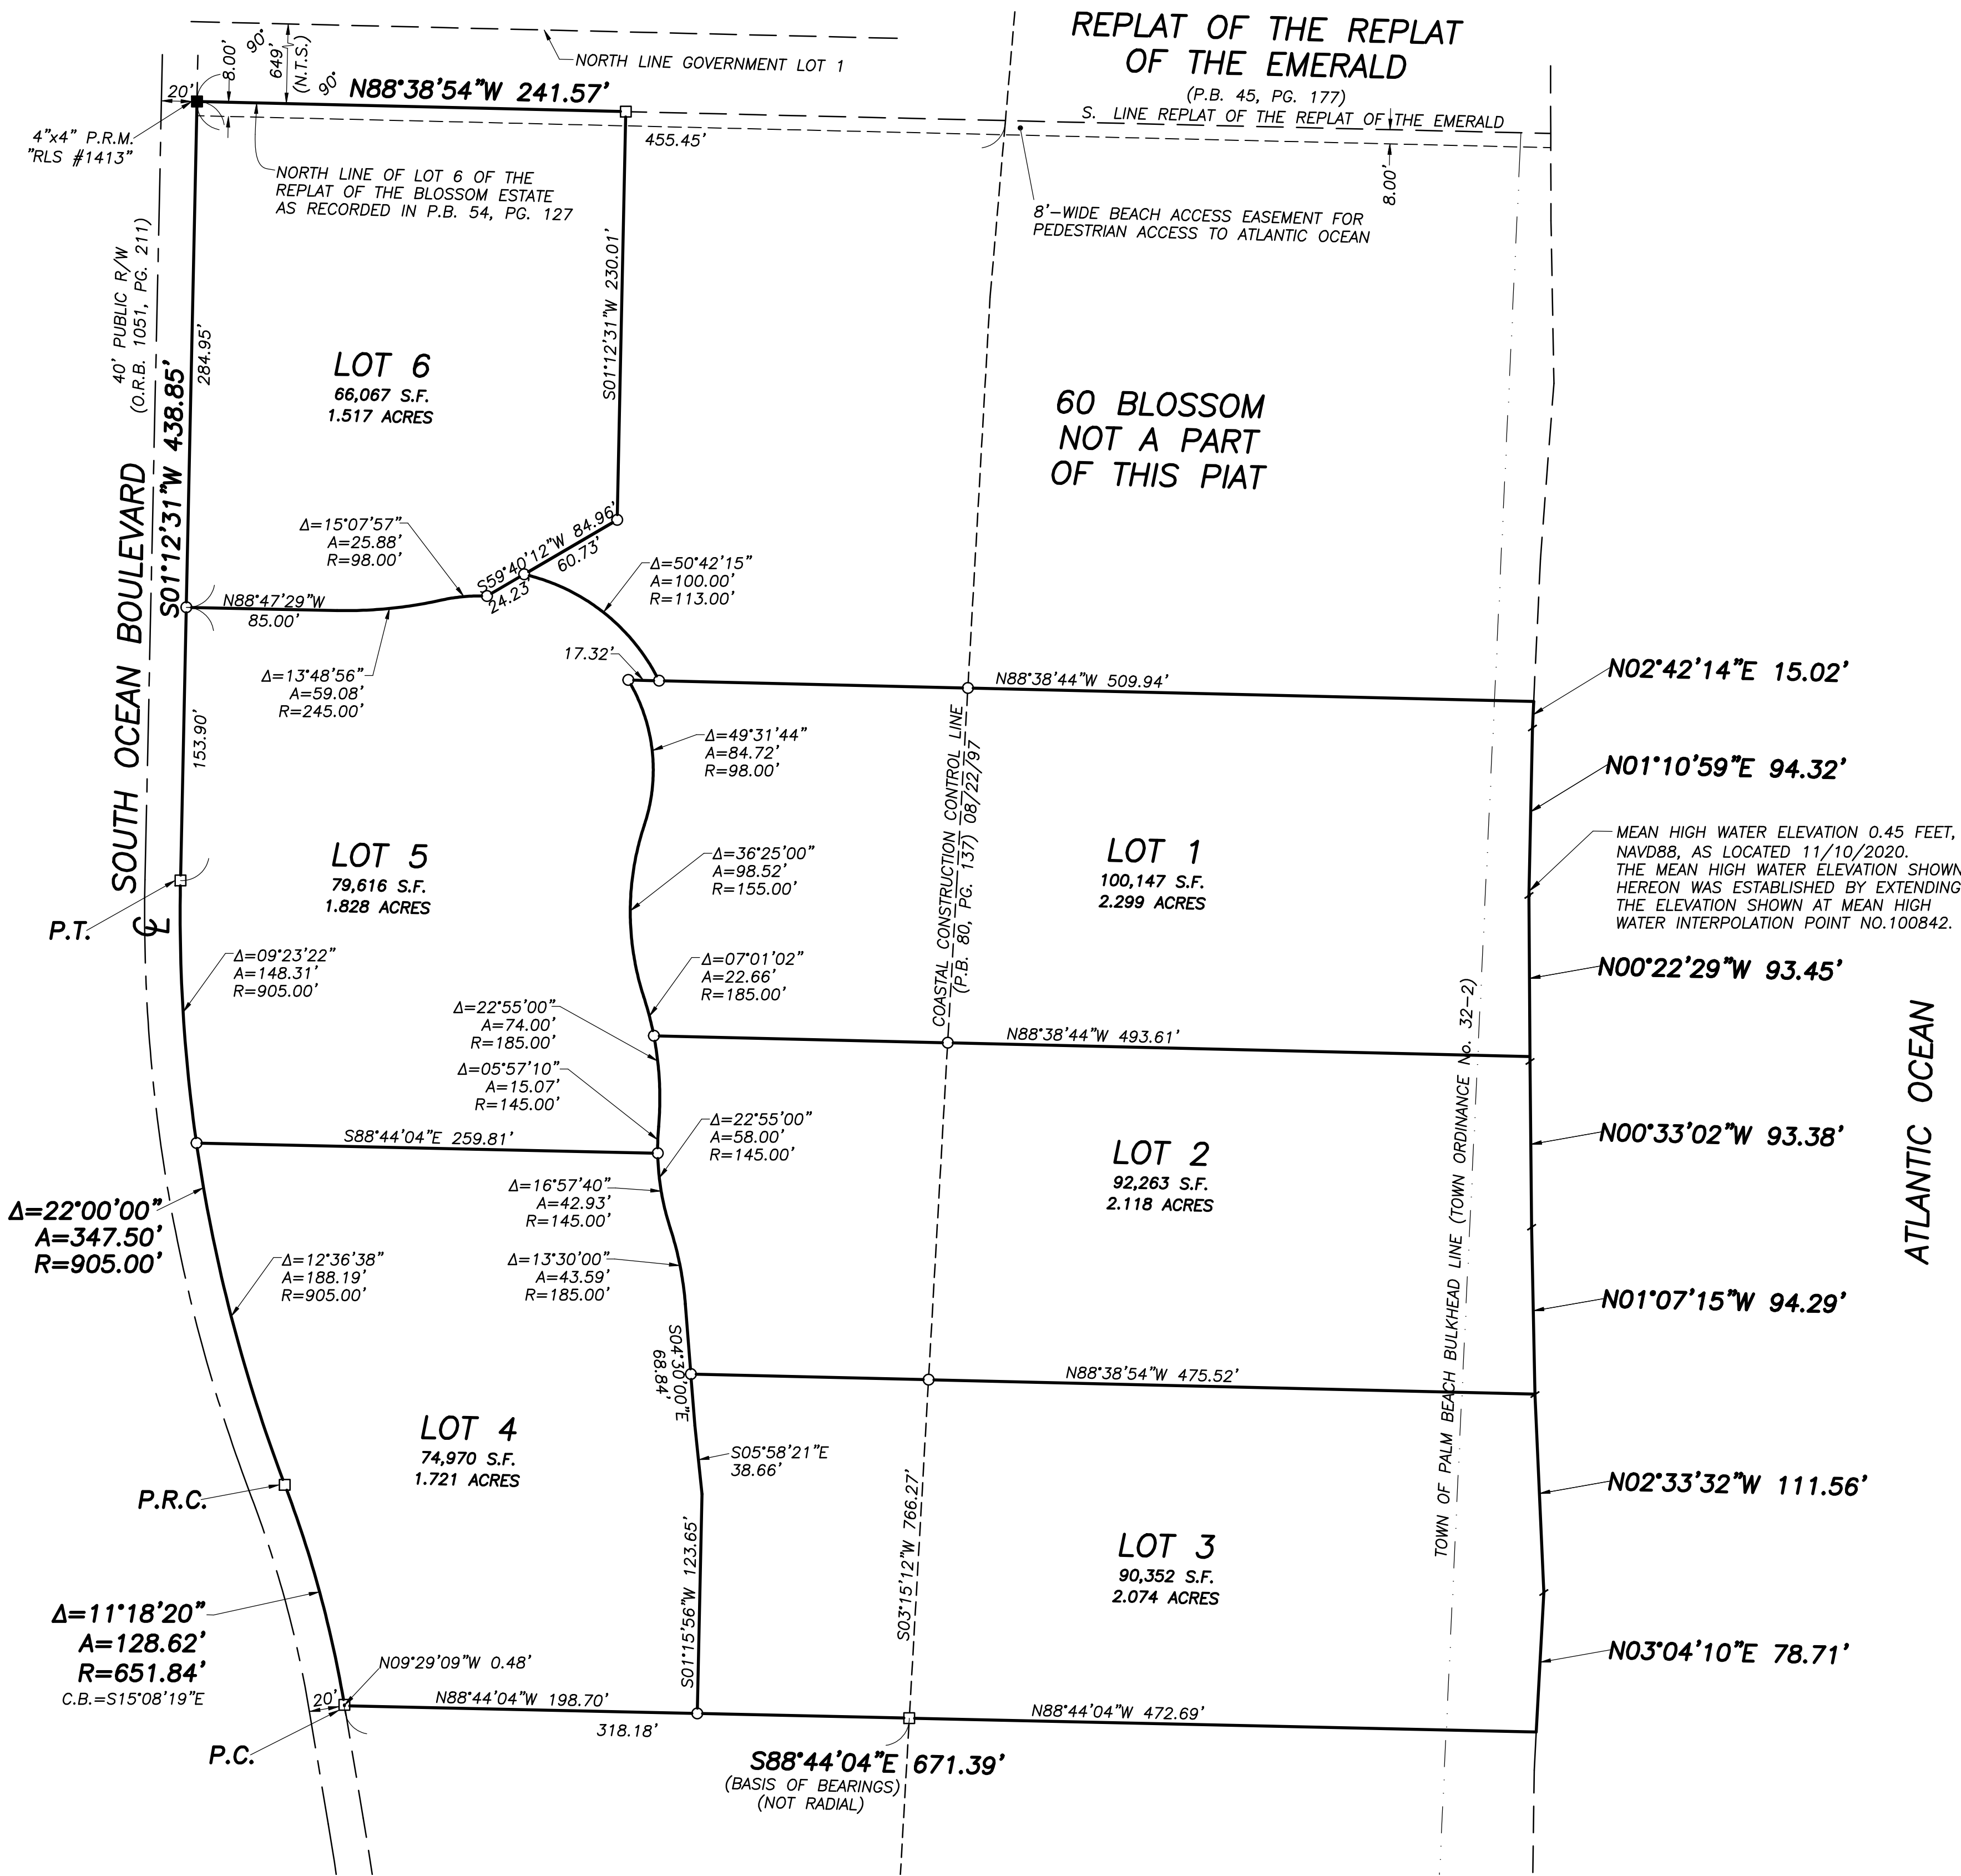 REPLAT OF THE REPLAT
OF THE EMERALD
(P.B. 45, PG. 177)
S. LINE REPLAT OF THE REPLAT OF THE EMERALD
NORTH LINE GOVERNMENT LOT 1
8.00'
90°
649'
(N.T.S.)
90°
20'
N88°38'54"W 241.57'
4"x4" P.R.M.
"RLS #1413"
455.45'
8.00'
NORTH LINE OF LOT 6 OF THE
REPLAT OF THE BLOSSOM ESTATE
AS RECORDED IN P.B. 54, PG. 127
8'-WIDE BEACH ACCESS EASEMENT FOR
PEDESTRIAN ACCESS TO ATLANTIC OCEAN
40' PUBLIC R/W
(O.R.B. 1051, PG. 211)
284.95'
S01°12'31"W 438.85'
S01°12'31"W 230.01'
LOT 6
66,067 S.F.
1.517 ACRES
60 BLOSSOM
NOT A PART
OF THIS PIAT
SOUTH OCEAN BOULEVARD
CL
Δ=15°07'57"
A=25.88'
R=98.00'
S59°40'12"W 84.96'
60.73'
24.23'
Δ=50°42'15"
A=100.00'
R=113.00'
N88°47'29"W
85.00'
Δ=13°48'56"
A=59.08'
R=245.00'
17.32'
N88°38'44"W 509.94'
N02°42'14"E 15.02'
153.90'
Δ=49°31'44"
A=84.72'
R=98.00'
COASTAL CONSTRUCTION CONTROL LINE
(P.B. 80, PG. 137) 08/22/97
N01°10'59"E 94.32'
MEAN HIGH WATER ELEVATION 0.45 FEET,
NAVD88, AS LOCATED 11/10/2020.
THE MEAN HIGH WATER ELEVATION SHOWN
HEREON WAS ESTABLISHED BY EXTENDING
THE ELEVATION SHOWN AT MEAN HIGH
WATER INTERPOLATION POINT NO.100842.
LOT 5
79,616 S.F.
1.828 ACRES
Δ=36°25'00"
A=98.52'
R=155.00'
LOT 1
100,147 S.F.
2.299 ACRES
P.T.
Δ=09°23'22"
A=148.31'
R=905.00'
Δ=07°01'02"
A=22.66'
R=185.00'
N00°22'29"W 93.45'
Δ=22°55'00"
A=74.00'
R=185.00'
N88°38'44"W 493.61'
TOWN OF PALM BEACH BULKHEAD LINE (TOWN ORDINANCE No. 32-2)
ATLANTIC OCEAN
Δ=05°57'10"
A=15.07'
R=145.00'
S88°44'04"E 259.81'
Δ=22°55'00"
A=58.00'
R=145.00'
N00°33'02"W 93.38'
LOT 2
92,263 S.F.
2.118 ACRES
Δ=16°57'40"
A=42.93'
R=145.00'
Δ=22°00'00"
A=347.50'
R=905.00'
Δ=12°36'38"
A=188.19'
R=905.00'
Δ=13°30'00"
A=43.59'
R=185.00'
N01°07'15"W 94.29'
S04°30'00"E
68.84'
N88°38'54"W 475.52'
LOT 4
74,970 S.F.
1.721 ACRES
S05°58'21"E
38.66'
P.R.C.
S03°15'12"W 766.27'
N02°33'32"W 111.56'
LOT 3
90,352 S.F.
2.074 ACRES
S01°15'56"W 123.65'
Δ=11°18'20"
A=128.62'
R=651.84'
C.B.=S15°08'19"E
N09°29'09"W 0.48'
N03°04'10"E 78.71'
20'
N88°44'04"W 198.70'
N88°44'04"W 472.69'
318.18'
P.C.
S88°44'04"E 671.39'
(BASIS OF BEARINGS)
(NOT RADIAL)